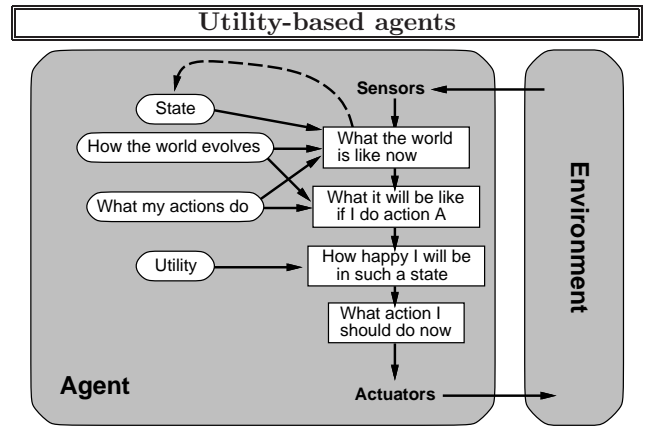 Utility-based agents
Sensors
State
How the world evolves
What my actions do
Utility
What the world
is like now
What it will be like
if I do action A
How happy I will be
in such a state
What action I
should do now
Agent
Actuators
Environment